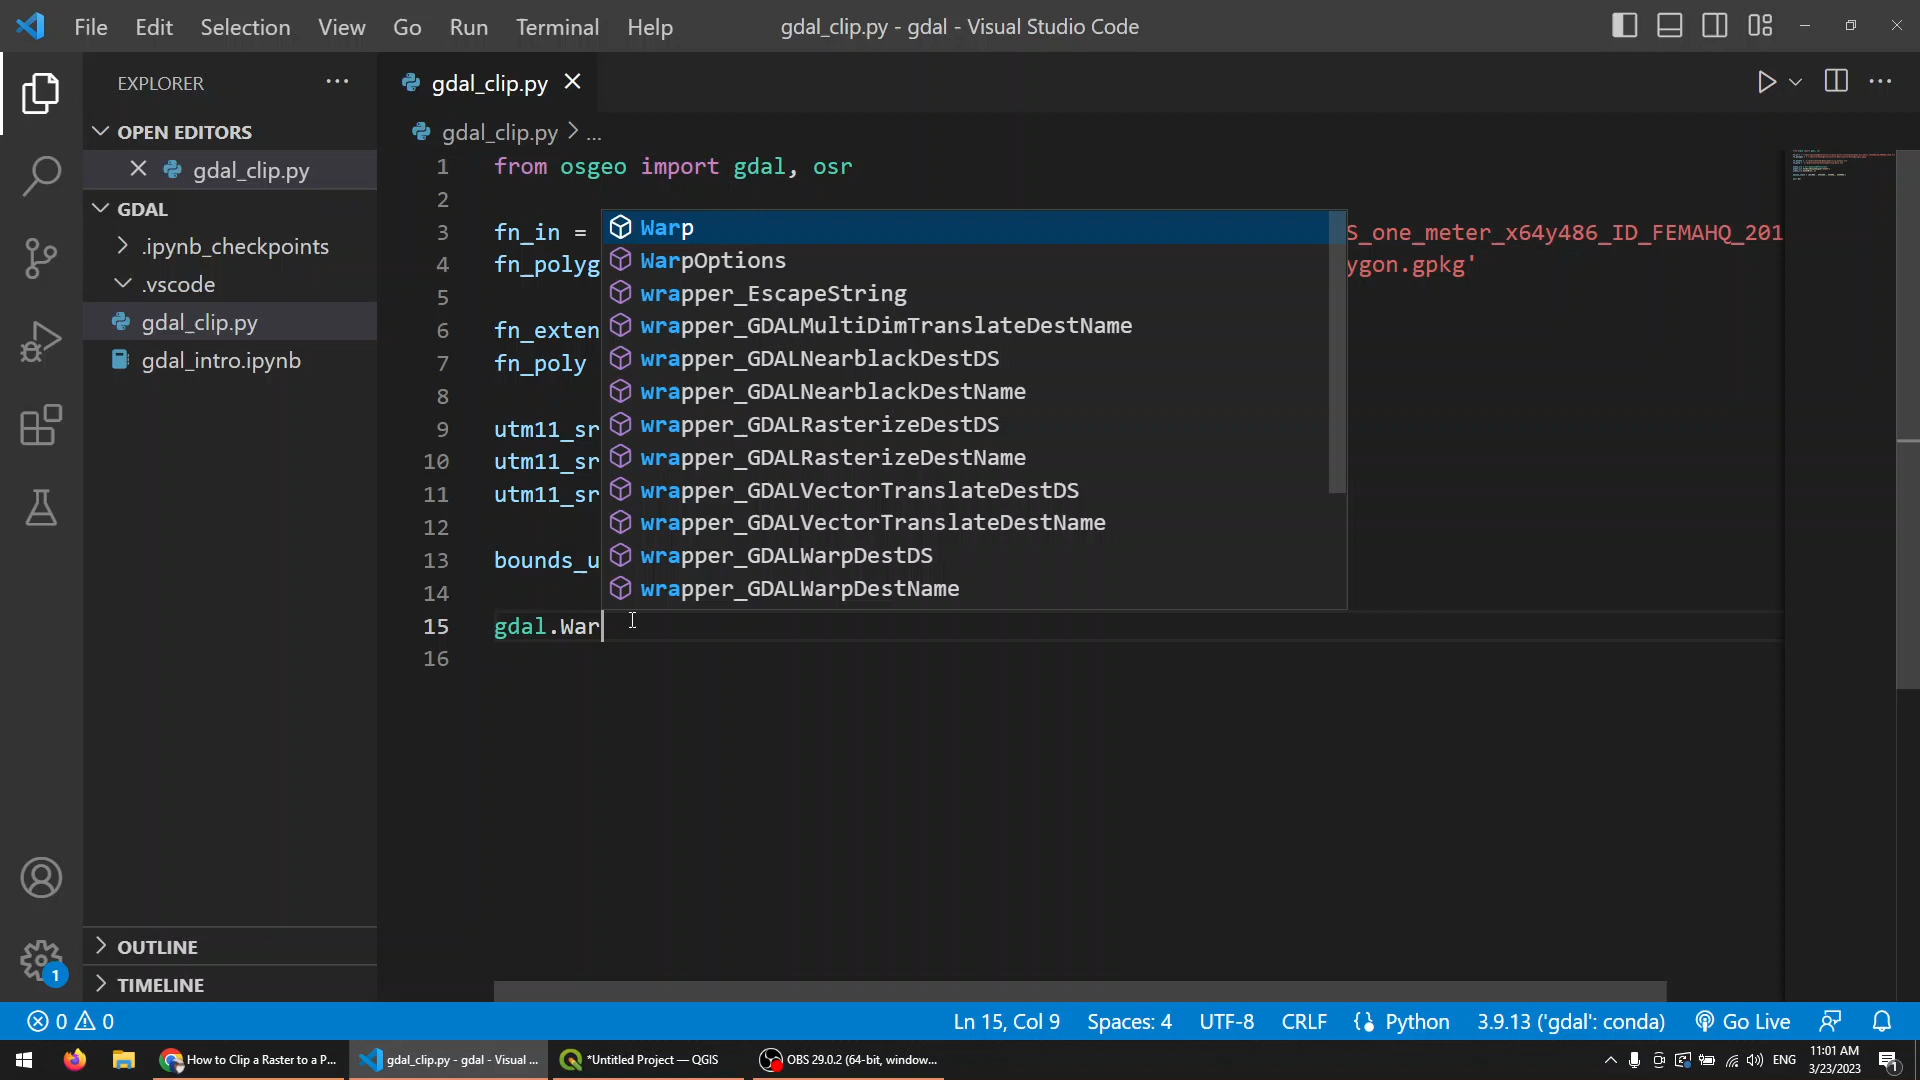 File Edit Selection View Go Run Terminal Help
gdal_clip.py - gdal - Visual Studio Code
EXPLORER
OPEN EDITORS
gdal_clip.py
GDAL
.ipynb_checkpoints
.vscode
gdal_clip.py
gdal_intro.ipynb
OUTLINE
TIMELINE
gdal_clip.py
gdal_clip.py > ...
1 from osgeo import gdal, osr
2
3 fn_in = S_one_meter_x64y486_ID_FEMAHQ_201
4 fn_polyg ygon.gpkg'
5
6 fn_exten
7 fn_poly
8
9 utm11_sr
10 utm11_sr
11 utm11_sr
12
13 bounds_u
14
15 gdal.War
16
Warp
WarpOptions
wrapper_EscapeString
wrapper_GDALMultiDimTranslateDestName
wrapper_GDALNearblackDestDS
wrapper_GDALNearblackDestName
wrapper_GDALRasterizeDestDS
wrapper_GDALRasterizeDestName
wrapper_GDALVectorTranslateDestDS
wrapper_GDALVectorTranslateDestName
wrapper_GDALWarpDestDS
wrapper_GDALWarpDestName
1
0 0 Ln 15, Col 9 Spaces: 4 UTF-8 CRLF Python 3.9.13 ('gdal': conda) Go Live
How to Clip a Raster to a P... gdal_clip.py - gdal - Visual ... *Untitled Project — QGIS OBS 29.0.2 (64-bit, window... ENG
11:01 AM
3/23/2023
1